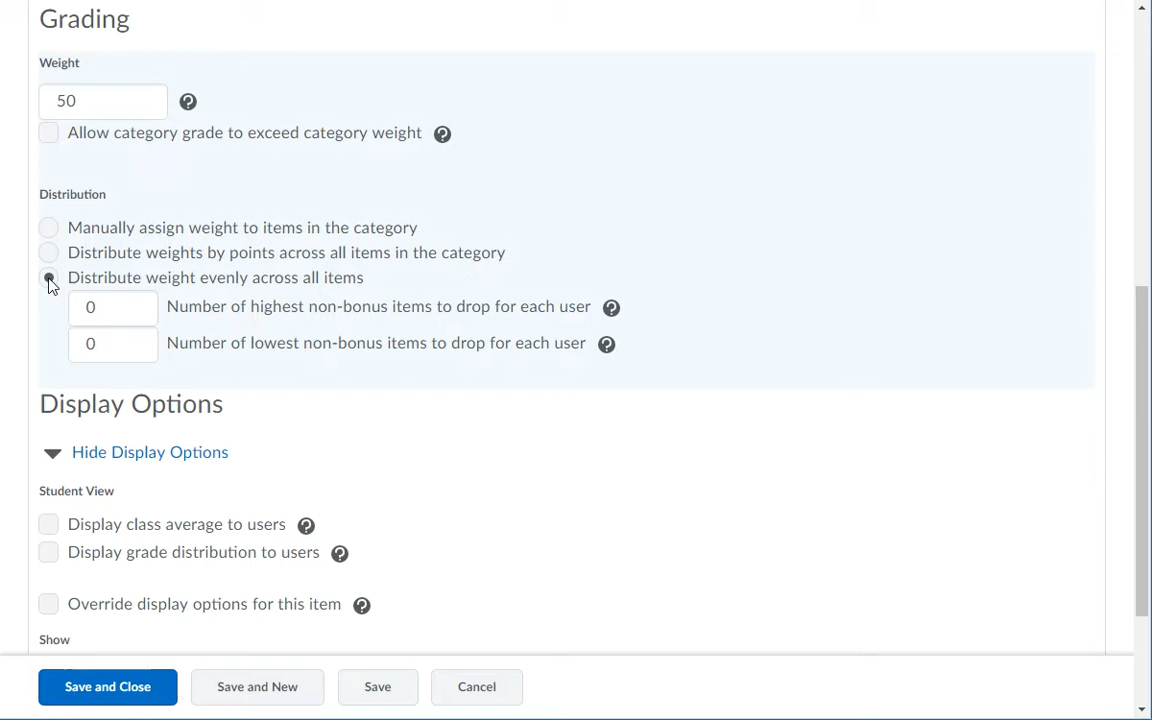 Grading
Weight
50
Allow category grade to exceed category weight
Distribution
Manually assign weight to items in the category
Distribute weights by points across all items in the category
Distribute weight evenly across all items
0 Number of highest non-bonus items to drop for each user
0 Number of lowest non-bonus items to drop for each user
Display Options
Hide Display Options
Student View
Display class average to users
Display grade distribution to users
Override display options for this item
Show
Save and Close Save and New Save Cancel